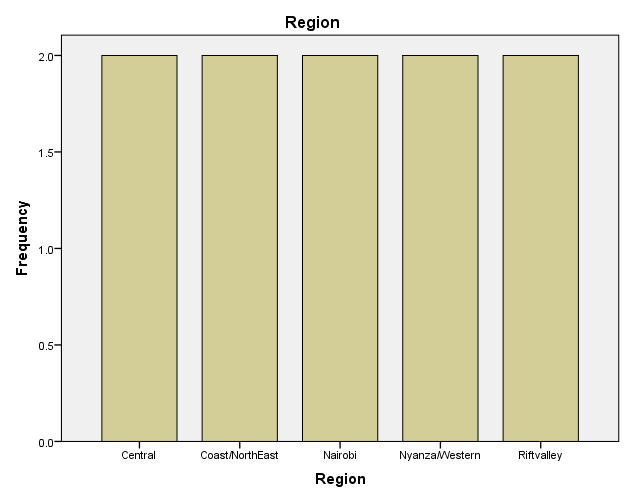 Region
2.0
1.5
1.0
0.5
0.0
Frequency
Central Coast/NorthEast Nairobi Nyanza/Western Riftvalley
Region